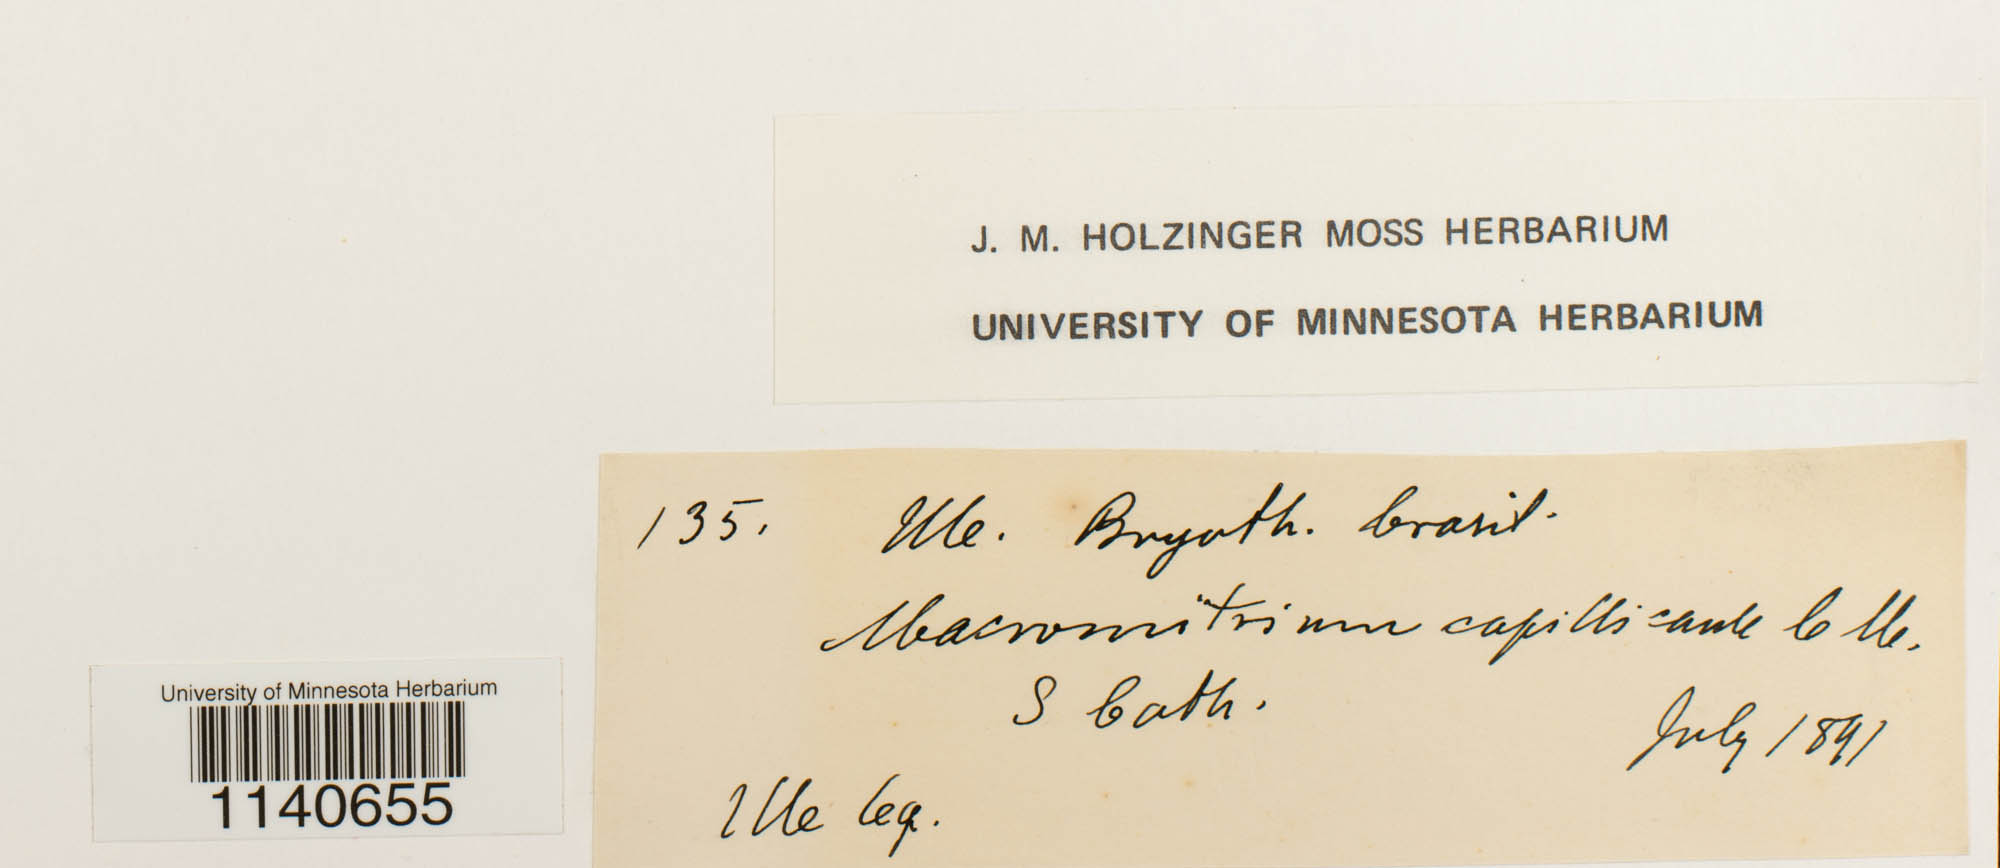 J. M. HOLZINGER MOSS HERBARIUM
UNIVERSITY OF MINNESOTA HERBARIUM
135. Ule. Bryoth. brasil.
Macromitrium capillicaule C M.
S Cath.
July 1891
Ule leg.
University of Minnesota Herbarium
1140655